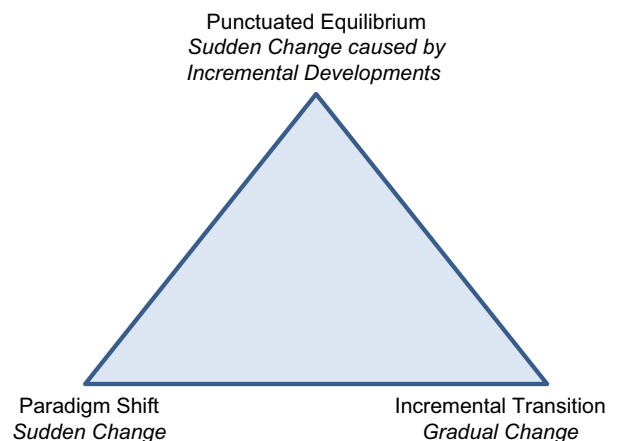 Punctuated Equilibrium
Sudden Change caused by
Incremental Developments
Paradigm Shift
Sudden Change
Incremental Transition
Gradual Change